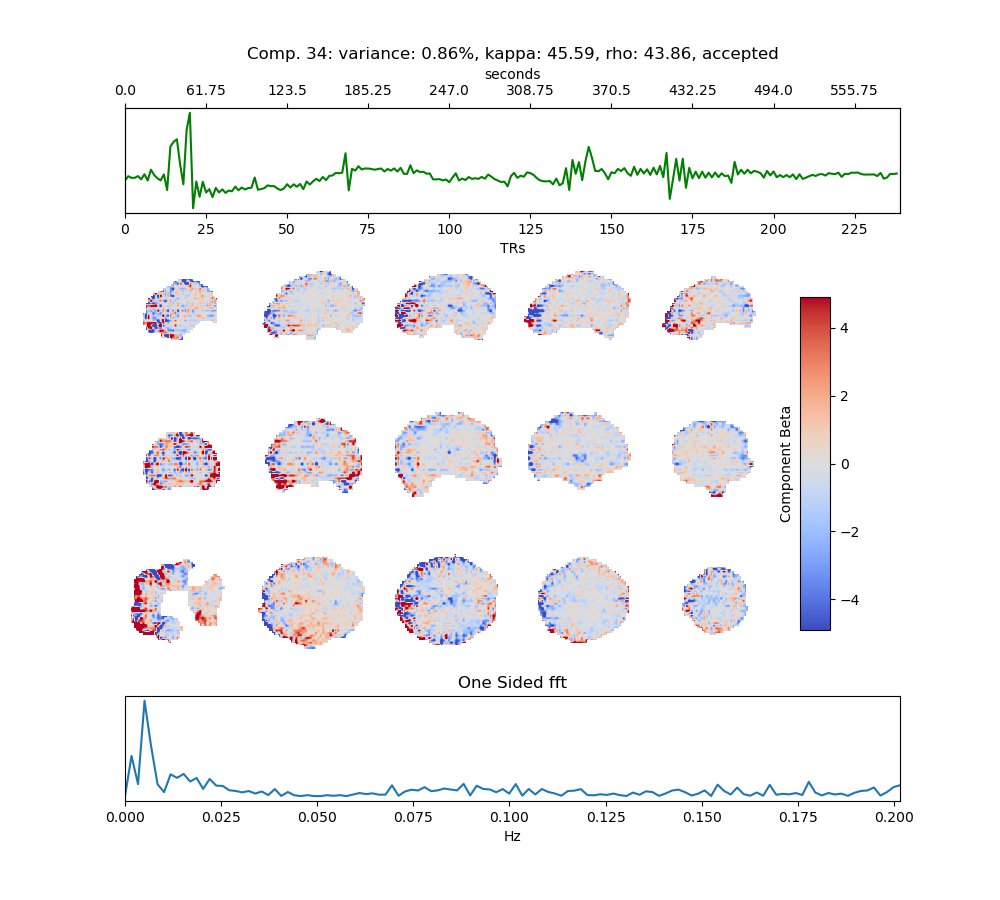 Comp. 34: variance: 0.86%, kappa: 45.59, rho: 43.86, accepted
seconds
0.0 61.75 123.5 185.25 247.0 308.75 370.5 432.25 494.0 555.75
0 25 50 75 100 125 150 175 200 225
TRs
4
2
0
−2
−4
Component Beta
One Sided fft
0.000 0.025 0.050 0.075 0.100 0.125 0.150 0.175 0.200
Hz